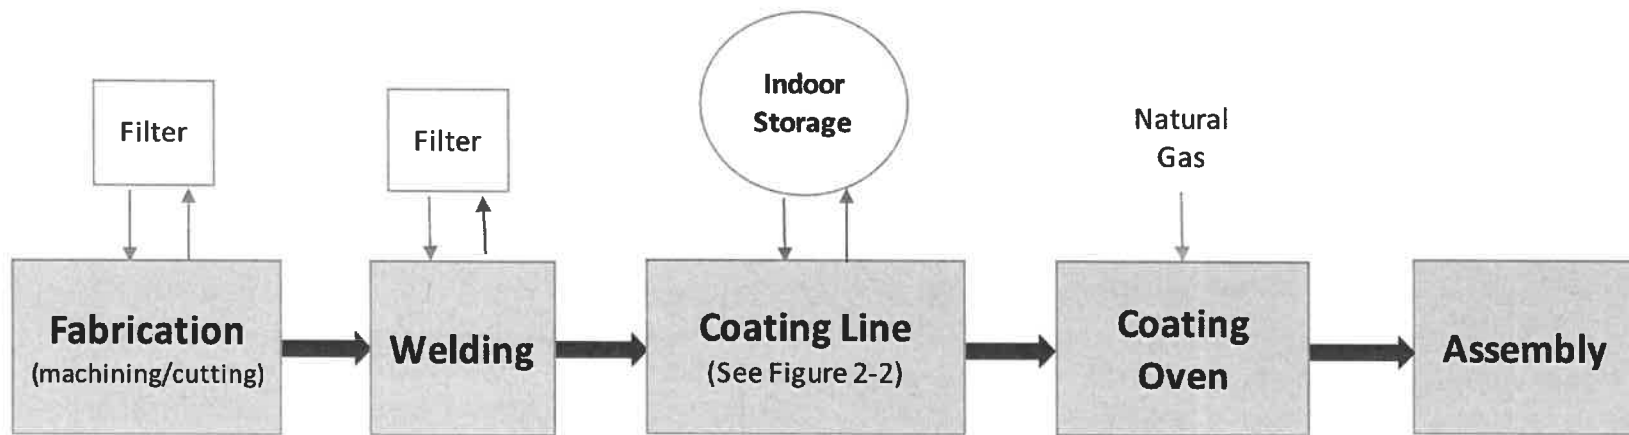 Filter
Filter
Indoor
Storage
Natural
Gas
Fabrication
(machining/cutting)
Welding
Coating Line
(See Figure 2-2)
Coating
Oven
Assembly